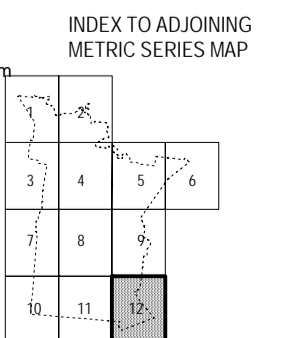 INDEX TO ADJOINING
METRIC SERIES MAP
m
1 2
3 4 5 6
7 8 9
10 11 12